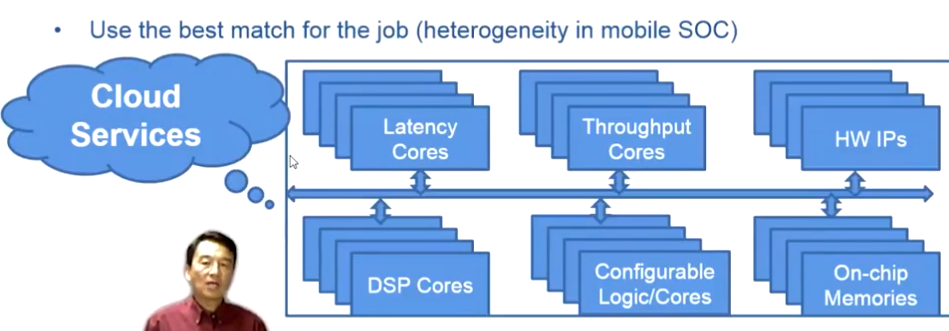 • Use the best match for the job (heterogeneity in mobile SOC)
Cloud
Services
Latency
Cores
Throughput
Cores
HW IPs
DSP Cores
Configurable
Logic/Cores
On-chip
Memories